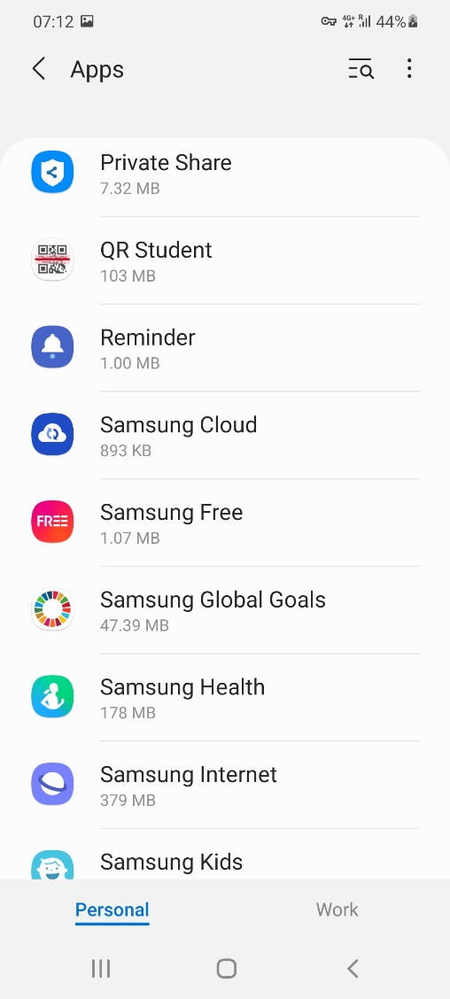 07:12 4G+ R 44%
Apps
Private Share
7.32 MB
QR Student
103 MB
Reminder
1.00 MB
Samsung Cloud
893 KB
FREE
Samsung Free
1.07 MB
Samsung Global Goals
47.39 MB
Samsung Health
178 MB
Samsung Internet
379 MB
Samsung Kids
Personal Work